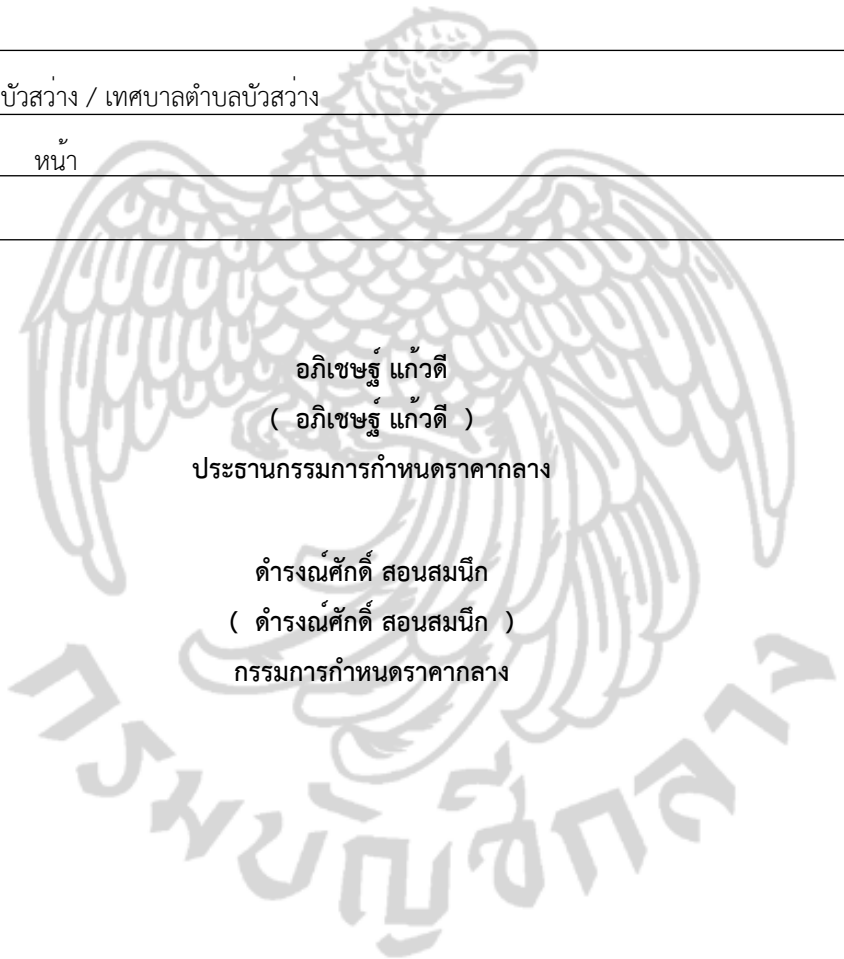 บัวสว่าง / เทศบาลตำบลบัวสว่าง
หน้า
อภิเชษฐ์ แก้วดี
( อภิเชษฐ์ แก้วดี )
ประธานกรรมการกำหนดราคากลาง
ดำรงณ์ศักดิ์ สอนสมนึก
( ดำรงณ์ศักดิ์ สอนสมนึก )
กรรมการกำหนดราคากลาง
กรมบัญชีกลาง